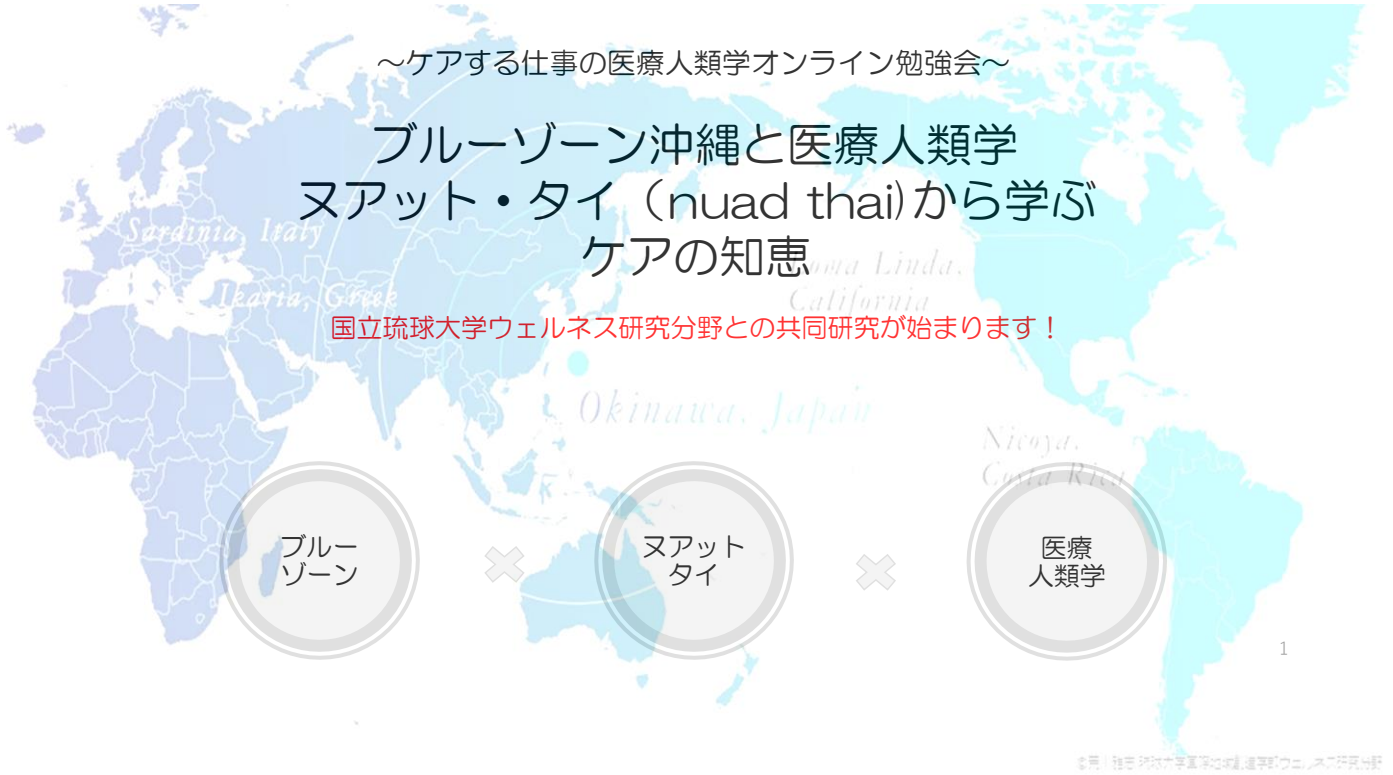 ～ケアする仕事の医療人類学オンライン勉強会～
ブルーゾーン沖縄と医療人類学
ヌアット・タイ（nuad thai)から学ぶ
ケアの知恵
Sardinia, Italy
Loma Linda,
California
Ikaria, Greek
国立琉球大学ウェルネス研究分野との共同研究が始まります！
Okinawa, Japan
Nicoya,
Costa Rica
ブルー
ゾーン
ヌアット
タイ
医療
人類学
1